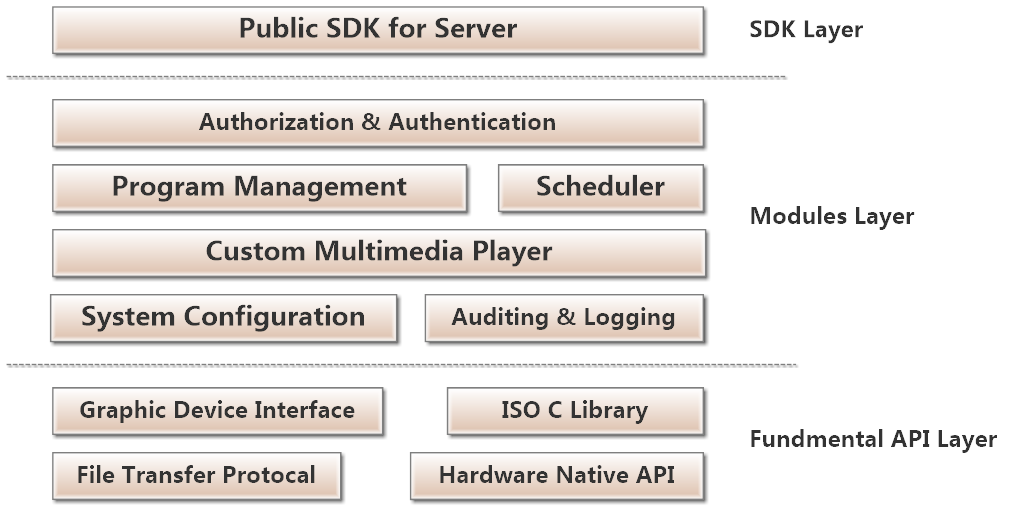 Public SDK for Server
SDK Layer
Authorization & Authentication
Program Management
Scheduler
Modules Layer
Custom Multimedia Player
System Configuration
Auditing & Logging
Graphic Device Interface
ISO C Library
Fundmental API Layer
File Transfer Protocal
Hardware Native API